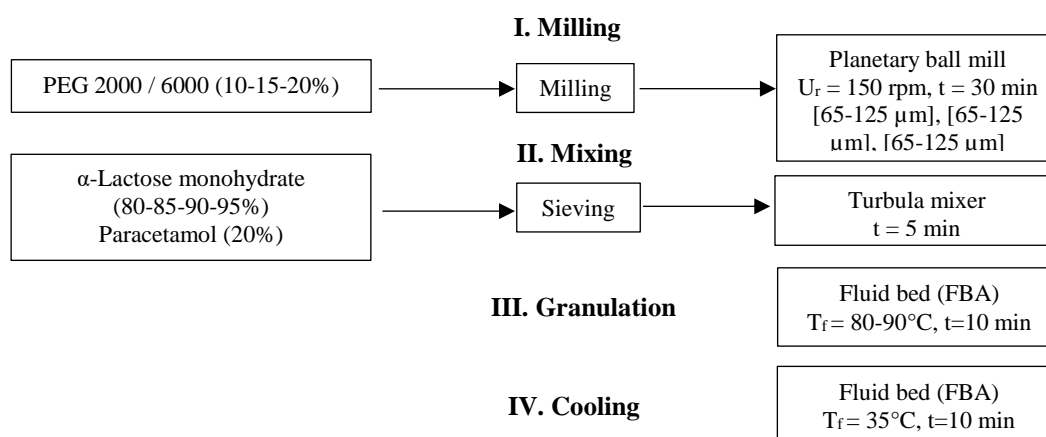 I. Milling
PEG 2000 / 6000 (10-15-20%)
Milling
Planetary ball mill
Ur = 150 rpm, t = 30 min
[65-125 µm], [65-125
µm], [65-125 µm]
II. Mixing
α-Lactose monohydrate
(80-85-90-95%)
Paracetamol (20%)
Sieving
Turbula mixer
t = 5 min
III. Granulation
Fluid bed (FBA)
Tf = 80-90°C, t=10 min
IV. Cooling
Fluid bed (FBA)
Tf = 35°C, t=10 min